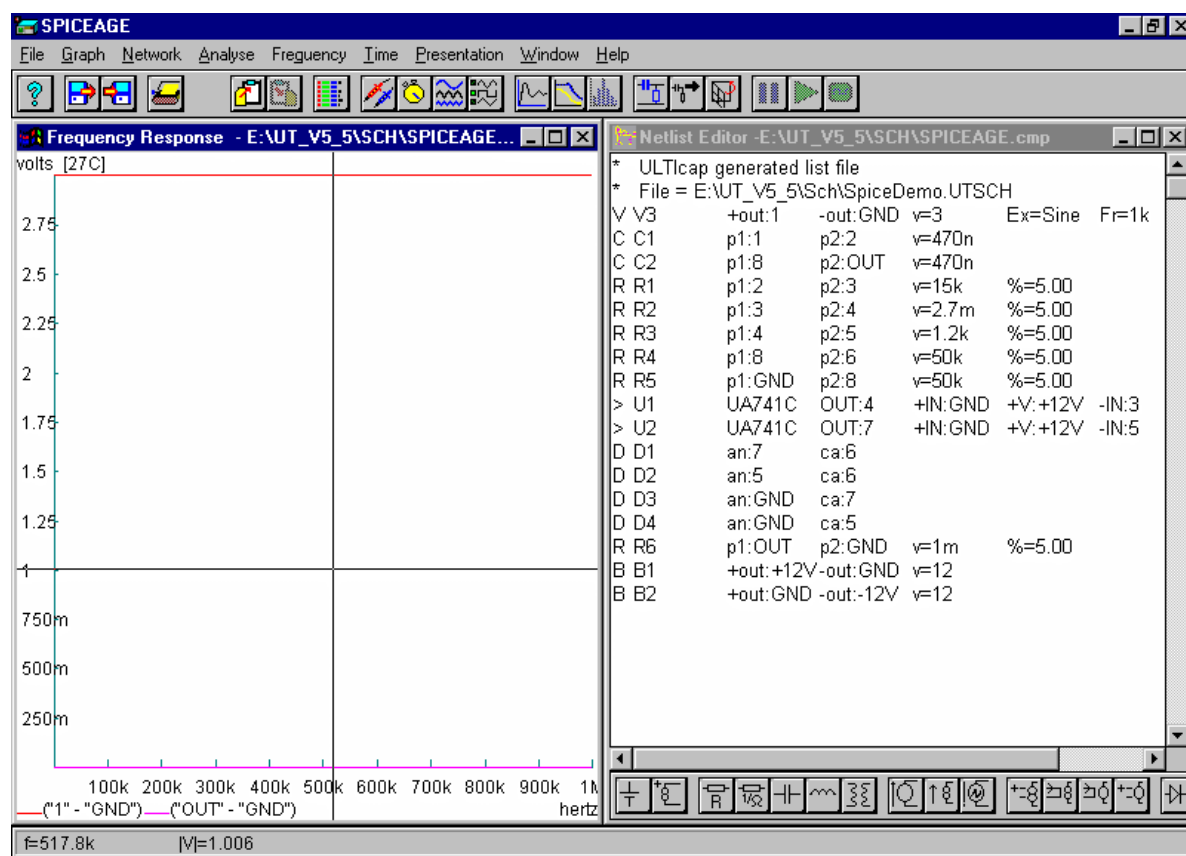 SPICEAGE
File Graph Network Analyse Freguency Time Presentation Window Help
Frequency Response - E:\UT_V5_5\SCH\SPICEAGE...
volts [27C]
2.75
2.5
2.25
2
1.75
1.5
1.25
1
750m
500m
250m
100k 200k 300k 400k 500k 600k 700k 800k 900k 1M
("1" - "GND") ("OUT" - "GND") hertz
Netlist Editor -E:\UT_V5_5\SCH\SPICEAGE.cmp
* ULTIcap generated list file
* File = E:\UT_V5_5\Sch\SpiceDemo.UTSCH
V V3 +out:1 -out:GND v=3 Ex=Sine Fr=1k
C C1 p1:1 p2:2 v=470n
C C2 p1:8 p2:OUT v=470n
R R1 p1:2 p2:3 v=15k %=5.00
R R2 p1:3 p2:4 v=2.7m %=5.00
R R3 p1:4 p2:5 v=1.2k %=5.00
R R4 p1:8 p2:6 v=50k %=5.00
R R5 p1:GND p2:8 v=50k %=5.00
> U1 UA741C OUT:4 +IN:GND +V:+12V -IN:3
> U2 UA741C OUT:7 +IN:GND +V:+12V -IN:5
D D1 an:7 ca:6
D D2 an:5 ca:6
D D3 an:GND ca:7
D D4 an:GND ca:5
R R6 p1:OUT p2:GND v=1m %=5.00
B B1 +out:+12V -out:GND v=12
B B2 +out:GND -out:-12V v=12
R
f=517.8k |V|=1.006